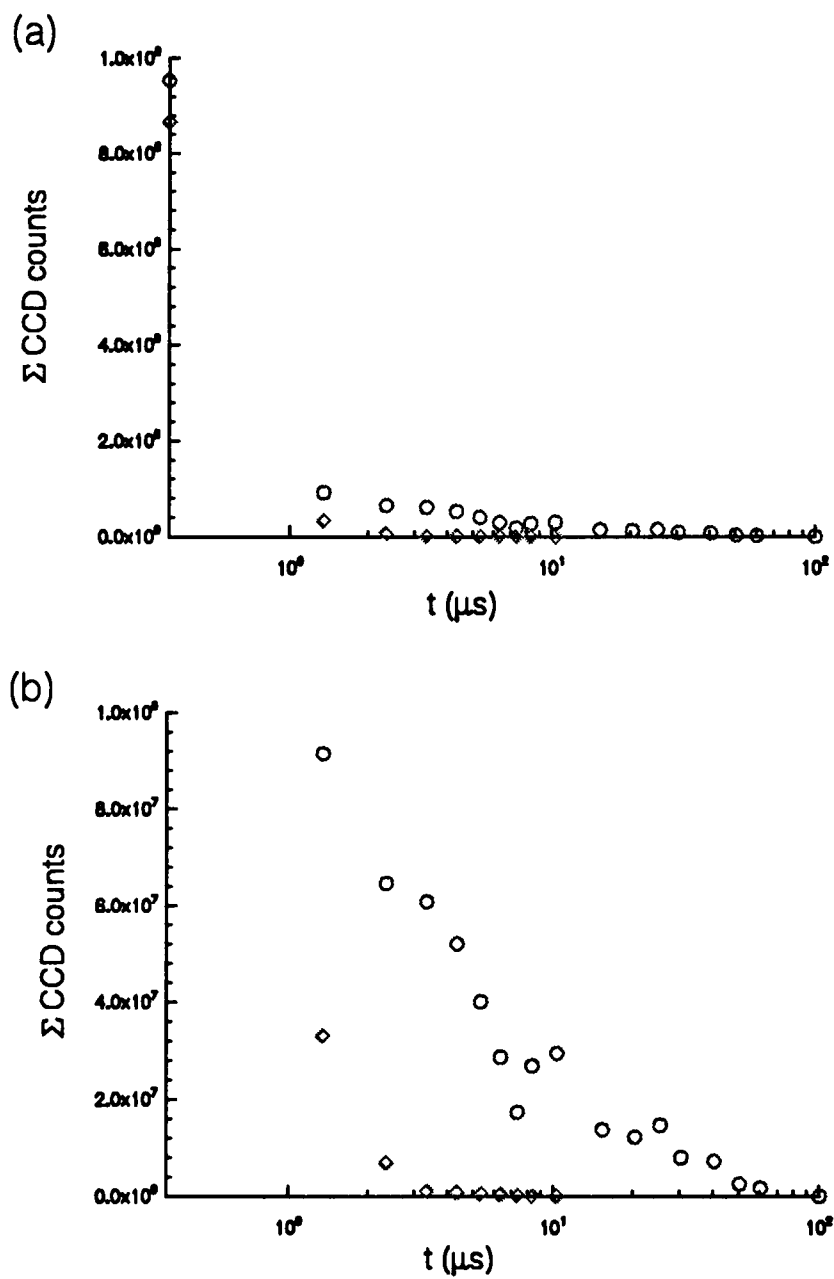 (a)
1.0x10⁹
8.0x10⁸
6.0x10⁸
4.0x10⁸
2.0x10⁸
0.0x10⁰
Σ CCD counts
10⁰
10¹
10²
t (μs)
(b)
1.0x10⁸
8.0x10⁷
6.0x10⁷
4.0x10⁷
2.0x10⁷
0.0x10⁰
Σ CCD counts
10⁰
10¹
10²
t (μs)